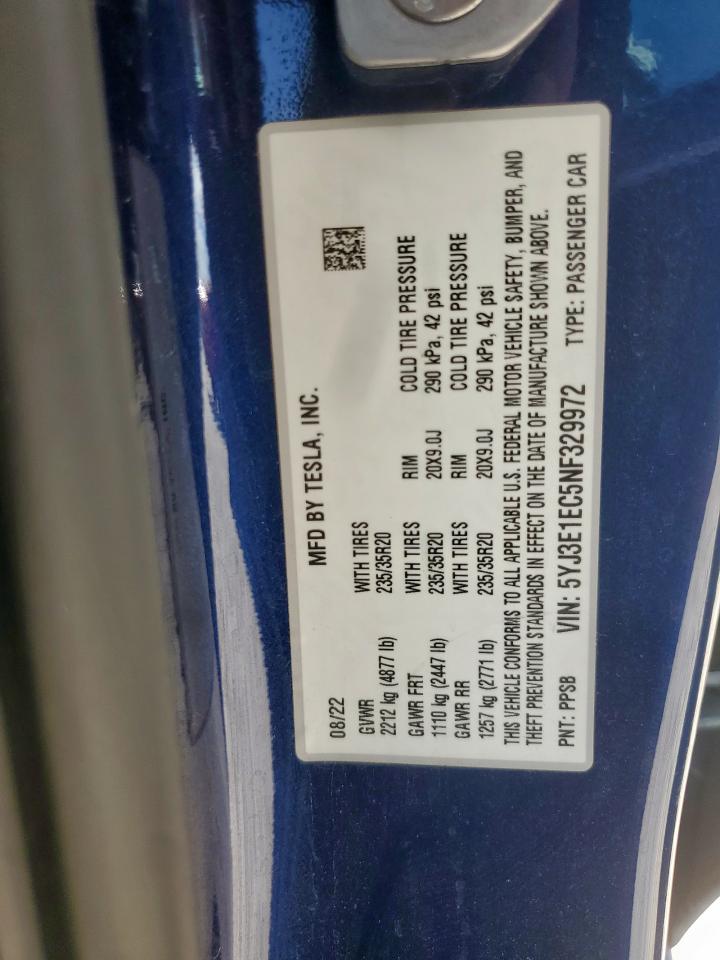 MFD BY TESLA, INC.
08/22
GVWR WITH TIRES RIM COLD TIRE PRESSURE
2212 kg (4877 lb) 235/35R20
GAWR FRT WITH TIRES RIM COLD TIRE PRESSURE
1110 kg (2447 lb) 235/35R20 20X9.0J 290 kPa, 42 psi
GAWR RR WITH TIRES RIM COLD TIRE PRESSURE
1257 kg (2771 lb) 235/35R20 20X9.0J 290 kPa, 42 psi
THIS VEHICLE CONFORMS TO ALL APPLICABLE U.S. FEDERAL MOTOR VEHICLE SAFETY, BUMPER, AND
THEFT PREVENTION STANDARDS IN EFFECT ON THE DATE OF MANUFACTURE SHOWN ABOVE.
PNT: PPSB VIN: 5YJ3E1EC5NF329972 TYPE: PASSENGER CAR